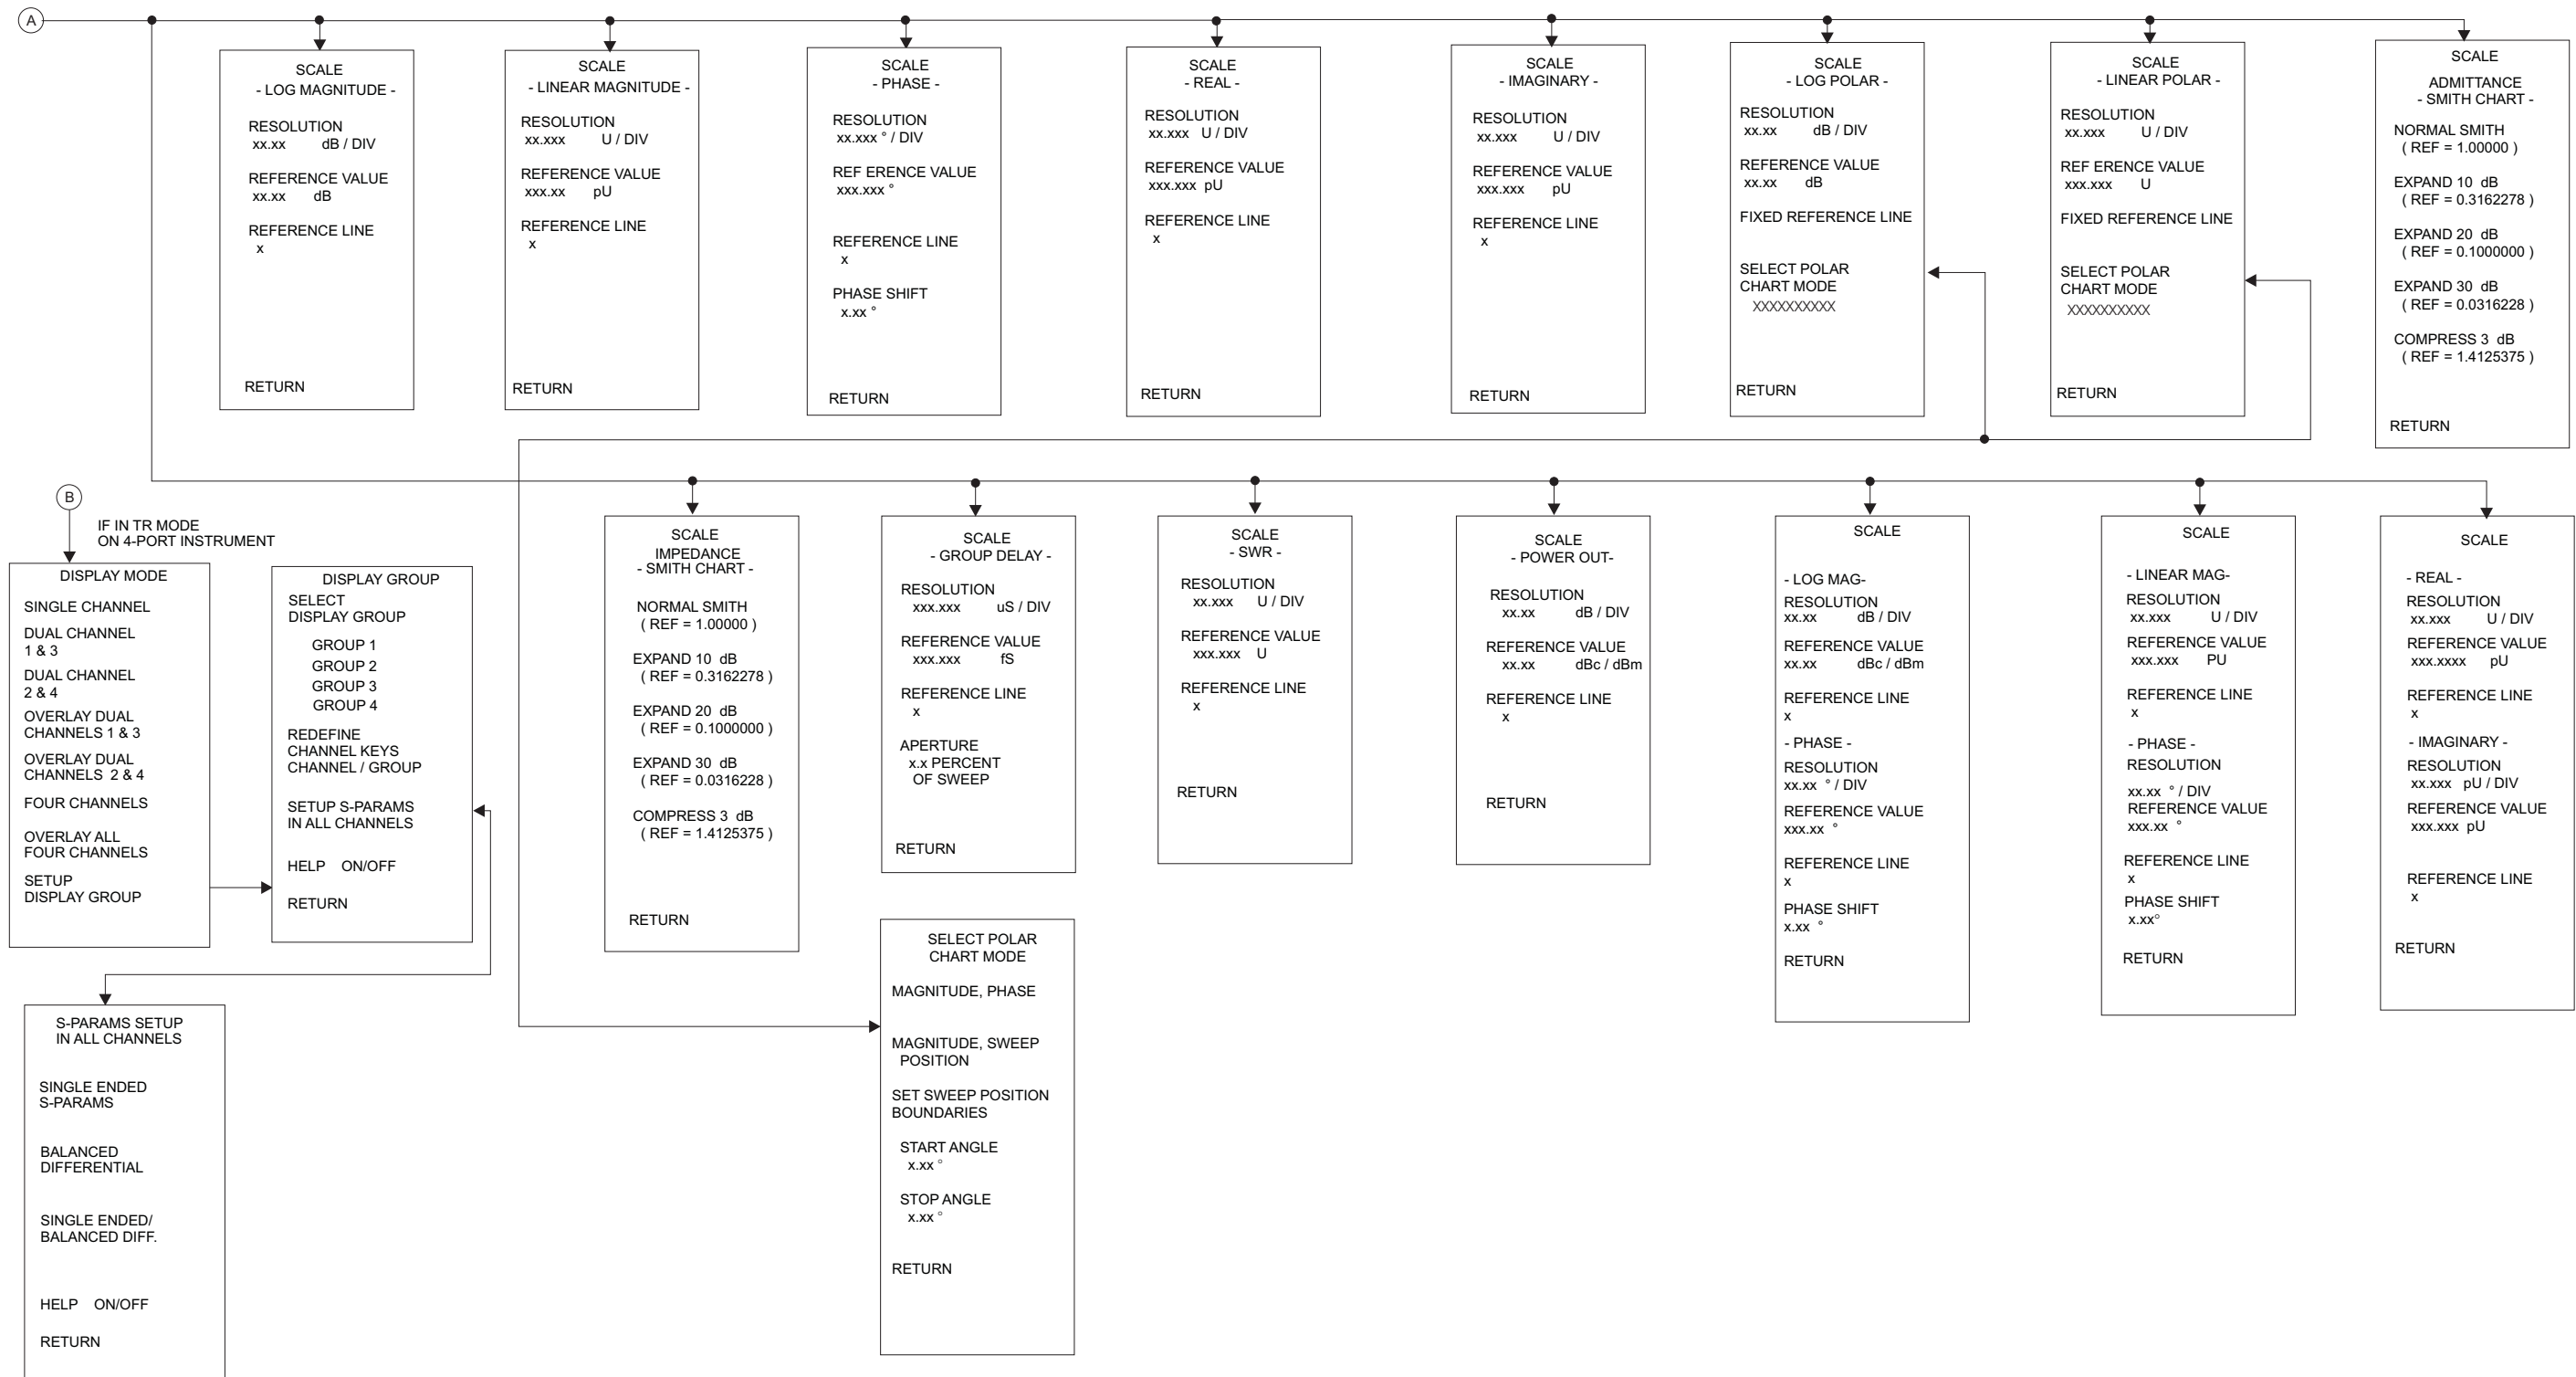 A
SCALE
- LOG MAGNITUDE -
RESOLUTION
xx.xx dB / DIV
REFERENCE VALUE
xx.xx dB
REFERENCE LINE
x
RETURN
SCALE
- LINEAR MAGNITUDE -
RESOLUTION
xx.xxx U / DIV
REFERENCE VALUE
xxx.xx pU
REFERENCE LINE
x
RETURN
SCALE
- PHASE -
RESOLUTION
xx.xxx ° / DIV
REF ERENCE VALUE
xxx.xxx °
REFERENCE LINE
x
PHASE SHIFT
x.xx °
RETURN
SCALE
- REAL -
RESOLUTION
xx.xxx U / DIV
REFERENCE VALUE
xxx.xxx pU
REFERENCE LINE
x
RETURN
SCALE
- IMAGINARY -
RESOLUTION
xx.xxx U / DIV
REFERENCE VALUE
xxx.xxx pU
REFERENCE LINE
x
RETURN
SCALE
- LOG POLAR -
RESOLUTION
xx.xx dB / DIV
REFERENCE VALUE
xx.xx dB
FIXED REFERENCE LINE
SELECT POLAR
CHART MODE
XXXXXXXXXX
RETURN
SCALE
- LINEAR POLAR -
RESOLUTION
xx.xxx U / DIV
REF ERENCE VALUE
xxx.xxx U
FIXED REFERENCE LINE
SELECT POLAR
CHART MODE
XXXXXXXXXX
RETURN
SCALE
ADMITTANCE
- SMITH CHART -
NORMAL SMITH
( REF = 1.00000 )
EXPAND 10 dB
( REF = 0.3162278 )
EXPAND 20 dB
( REF = 0.1000000 )
EXPAND 30 dB
( REF = 0.0316228 )
COMPRESS 3 dB
( REF = 1.4125375 )
RETURN
B
IF IN TR MODE
ON 4-PORT INSTRUMENT
DISPLAY MODE
SINGLE CHANNEL
DUAL CHANNEL
1 & 3
DUAL CHANNEL
2 & 4
OVERLAY DUAL
CHANNELS 1 & 3
OVERLAY DUAL
CHANNELS 2 & 4
FOUR CHANNELS
OVERLAY ALL
FOUR CHANNELS
SETUP
DISPLAY GROUP
DISPLAY GROUP
SELECT
DISPLAY GROUP
GROUP 1
GROUP 2
GROUP 3
GROUP 4
REDEFINE
CHANNEL KEYS
CHANNEL / GROUP
SETUP S-PARAMS
IN ALL CHANNELS
HELP ON/OFF
RETURN
SCALE
IMPEDANCE
- SMITH CHART -
NORMAL SMITH
( REF = 1.00000 )
EXPAND 10 dB
( REF = 0.3162278 )
EXPAND 20 dB
( REF = 0.1000000 )
EXPAND 30 dB
( REF = 0.0316228 )
COMPRESS 3 dB
( REF = 1.4125375 )
RETURN
SCALE
- GROUP DELAY -
RESOLUTION
xxx.xxx uS / DIV
REFERENCE VALUE
xxx.xxx fS
REFERENCE LINE
x
APERTURE
x.x PERCENT
OF SWEEP
RETURN
SCALE
- SWR -
RESOLUTION
xx.xxx U / DIV
REFERENCE VALUE
xxx.xxx U
REFERENCE LINE
x
RETURN
SCALE
- POWER OUT-
RESOLUTION
xx.xx dB / DIV
REFERENCE VALUE
xx.xx dBc / dBm
REFERENCE LINE
x
RETURN
SCALE
- LOG MAG-
RESOLUTION
xx.xx dB / DIV
REFERENCE VALUE
xx.xx dBc / dBm
REFERENCE LINE
x
- PHASE -
RESOLUTION
xx.xx ° / DIV
REFERENCE VALUE
xxx.xx °
REFERENCE LINE
x
PHASE SHIFT
x.xx °
RETURN
SCALE
- LINEAR MAG-
RESOLUTION
xx.xxx U / DIV
REFERENCE VALUE
xxx.xxx PU
REFERENCE LINE
x
- PHASE -
RESOLUTION
xx.xx ° / DIV
REFERENCE VALUE
xxx.xx °
REFERENCE LINE
x
PHASE SHIFT
x.xx°
RETURN
SCALE
- REAL -
RESOLUTION
xx.xxx U / DIV
REFERENCE VALUE
xxx.xxxx pU
REFERENCE LINE
x
- IMAGINARY -
RESOLUTION
xx.xxx pU / DIV
REFERENCE VALUE
xxx.xxx pU
REFERENCE LINE
x
RETURN
S-PARAMS SETUP
IN ALL CHANNELS
SINGLE ENDED
S-PARAMS
BALANCED
DIFFERENTIAL
SINGLE ENDED/
BALANCED DIFF.
HELP ON/OFF
RETURN
SELECT POLAR
CHART MODE
MAGNITUDE, PHASE
MAGNITUDE, SWEEP
POSITION
SET SWEEP POSITION
BOUNDARIES
START ANGLE
x.xx °
STOP ANGLE
x.xx °
RETURN